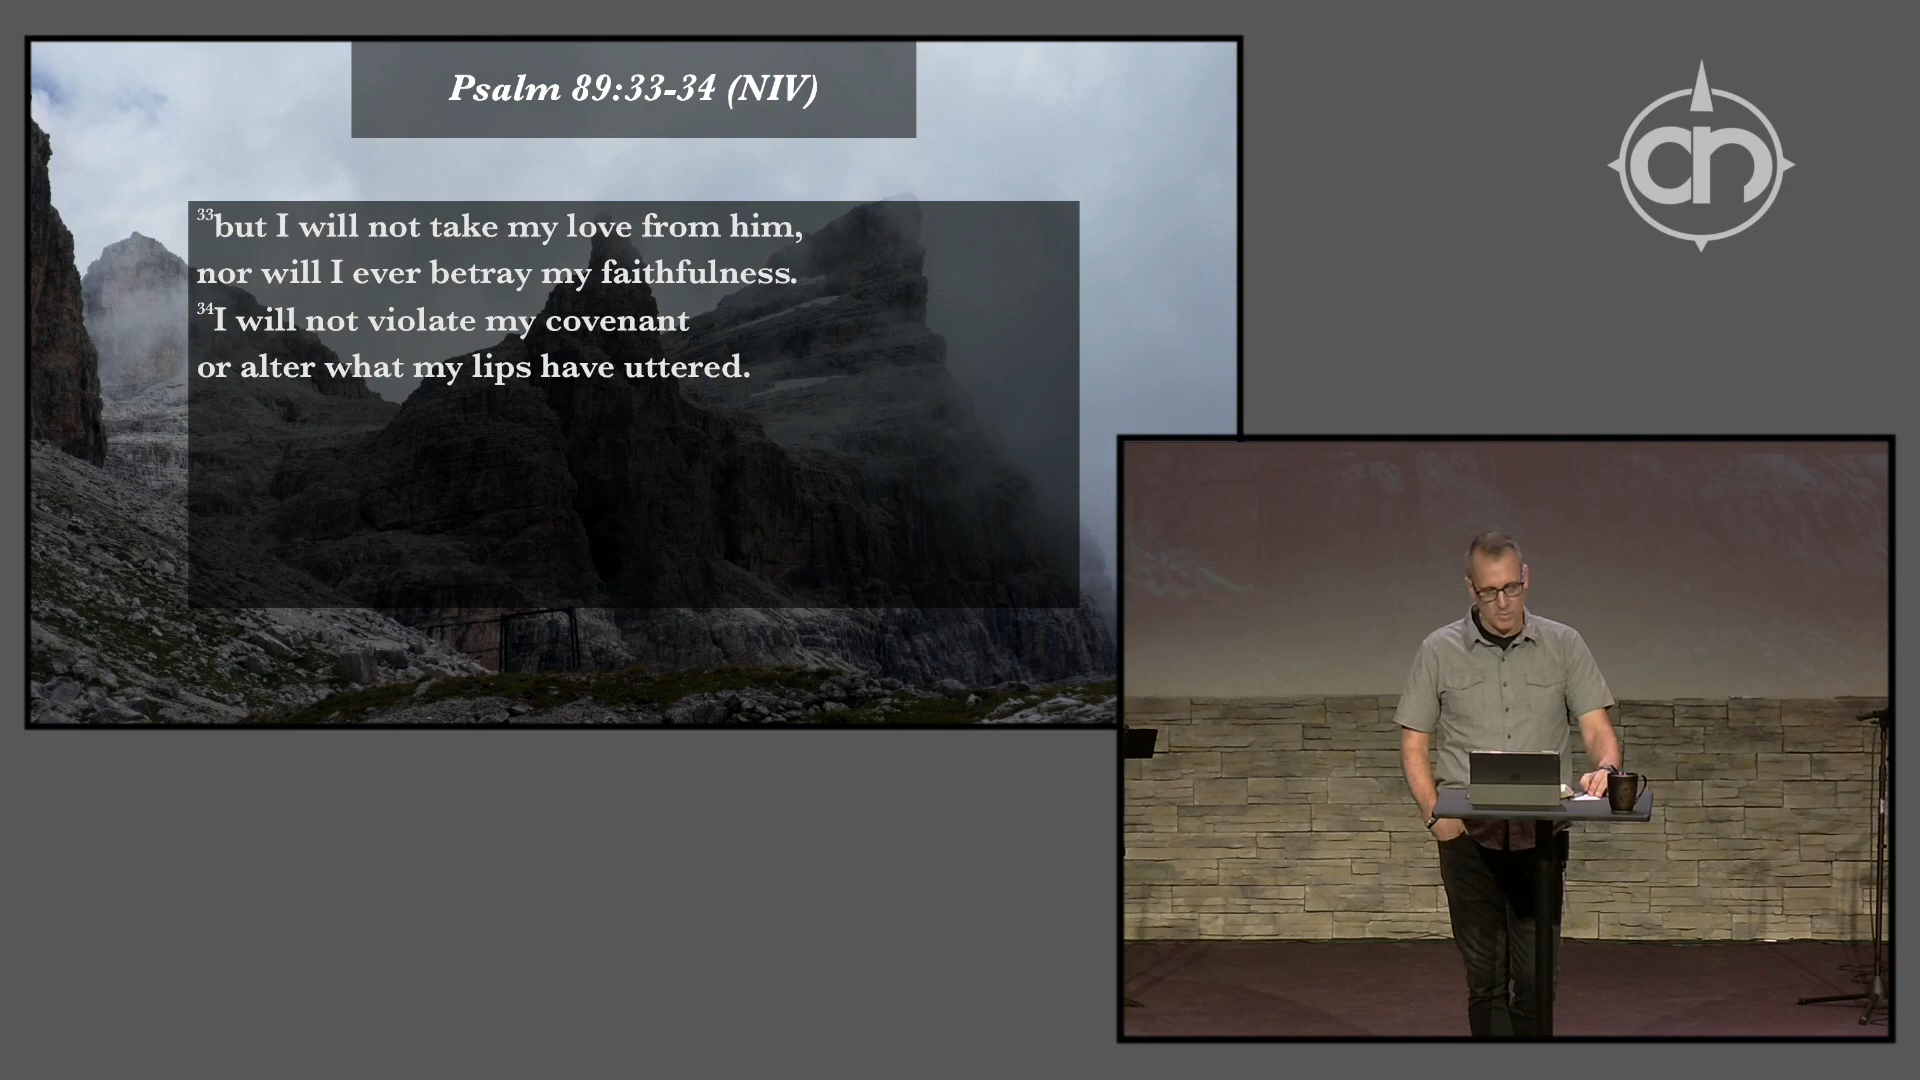 Psalm 89:33-34 (NIV)
33but I will not take my love from him,
nor will I ever betray my faithfulness.
34I will not violate my covenant
or alter what my lips have uttered.
cn